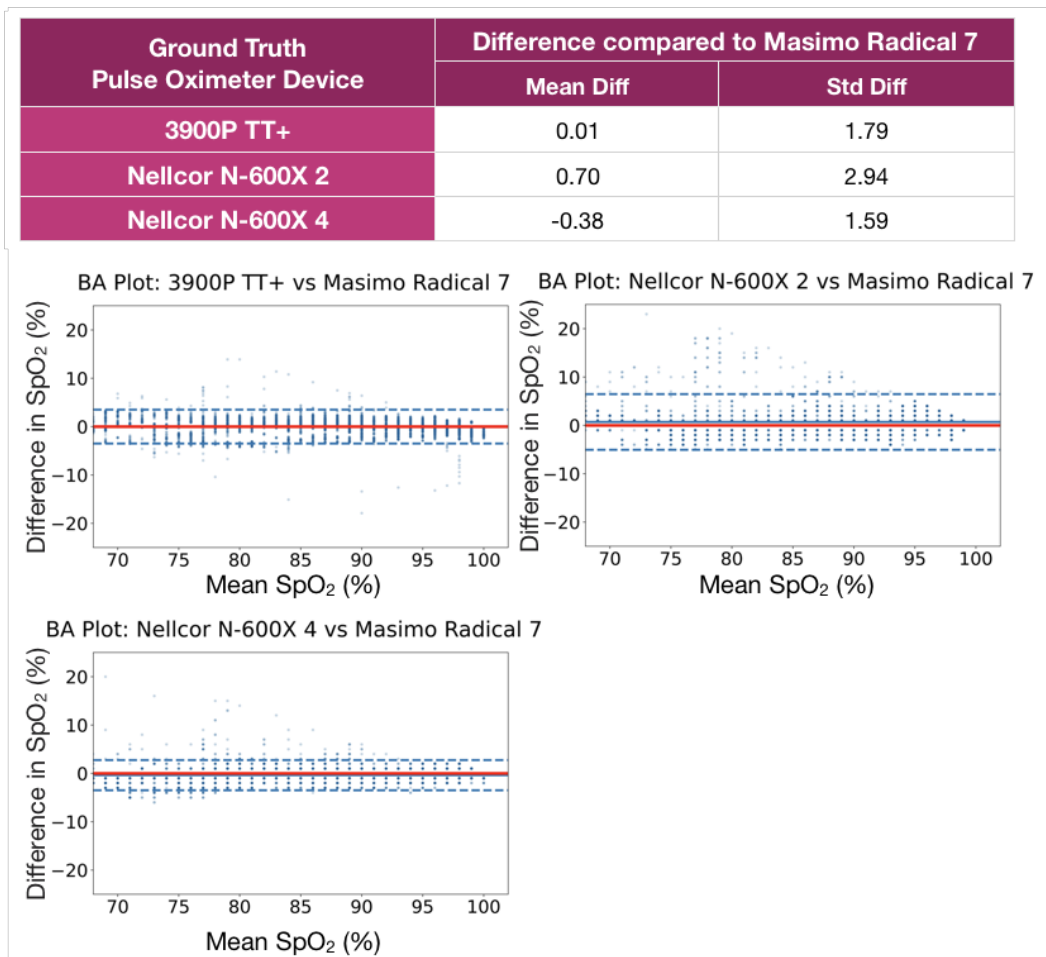 Ground Truth
Pulse Oximeter Device
Difference compared to Masimo Radical 7
Mean Diff
Std Diff
3900P TT+
0.01
1.79
Nellcor N-600X 2
0.70
2.94
Nellcor N-600X 4
-0.38
1.59
BA Plot: 3900P TT+ vs Masimo Radical 7
Difference in SpO₂ (%)
20
10
0
−10
−20
70 75 80 85 90 95 100
Mean SpO₂ (%)
BA Plot: Nellcor N-600X 2 vs Masimo Radical 7
Difference in SpO₂ (%)
20
10
0
−10
−20
70 75 80 85 90 95 100
Mean SpO₂ (%)
BA Plot: Nellcor N-600X 4 vs Masimo Radical 7
Difference in SpO₂ (%)
20
10
0
−10
−20
70 75 80 85 90 95 100
Mean SpO₂ (%)